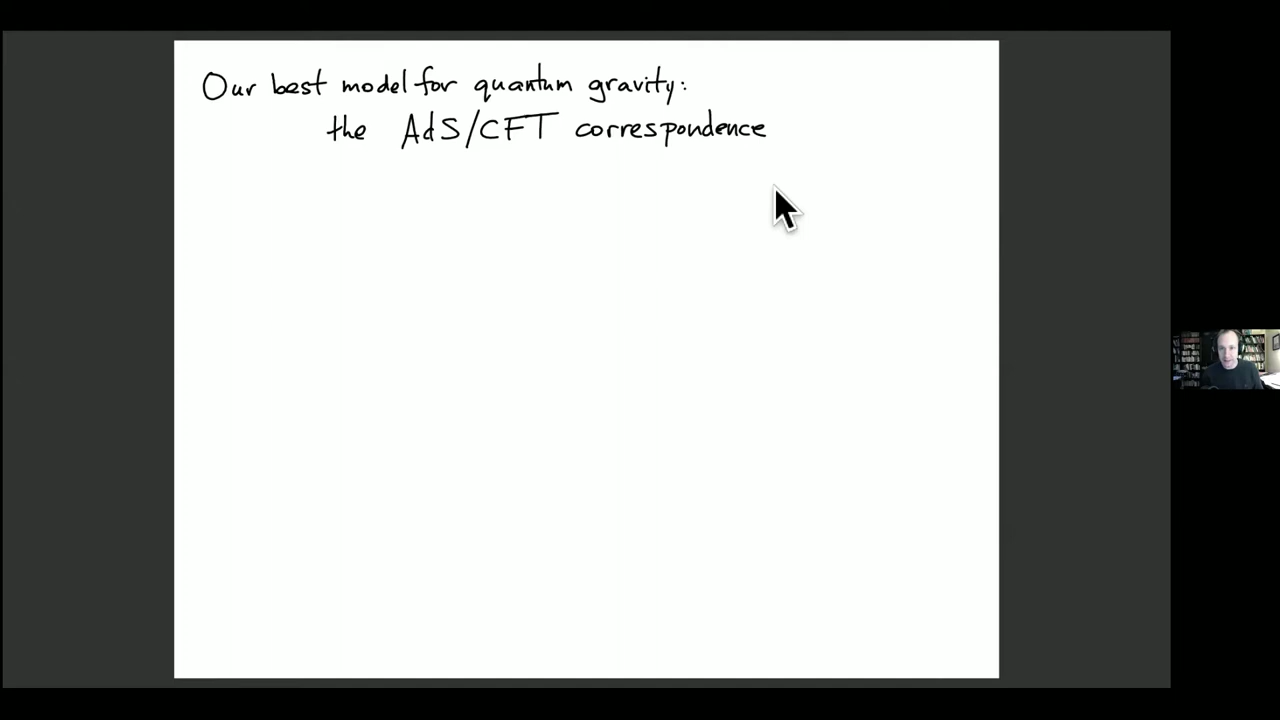 Our best model for quantum gravity:
the AdS/CFT correspondence